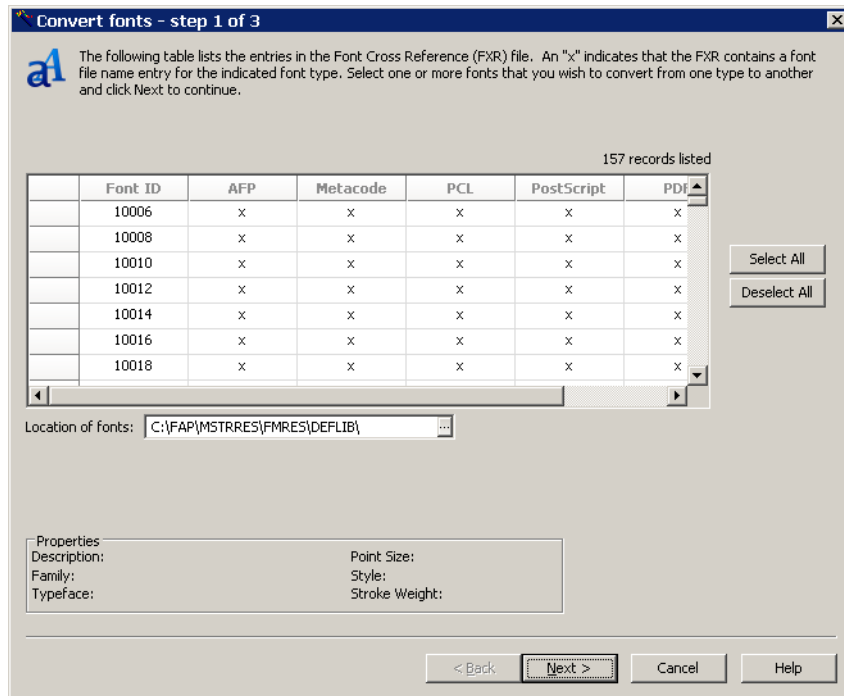 Convert fonts - step 1 of 3
The following table lists the entries in the Font Cross Reference (FXR) file.  An "x" indicates that the FXR contains a font
file name entry for the indicated font type. Select one or more fonts that you wish to convert from one type to another
and click Next to continue.
157 records listed
Font ID AFP Metacode PCL PostScript PDF
10006 x x x x x
10008 x x x x x
10010 x x x x x
10012 x x x x x
10014 x x x x x
10016 x x x x x
10018 x x x x x
Select All
Deselect All
Location of fonts: C:\FAP\MSTRRES\FMRES\DEFLIB\ ...
Properties
Description: Point Size:
Family: Style:
Typeface: Stroke Weight:
< Back Next > Cancel Help